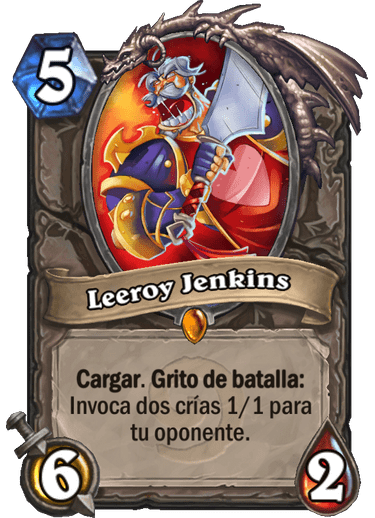 5
Leeroy Jenkins
Cargar. Grito de batalla:
Invoca dos crías 1/1 para
tu oponente.
6
2